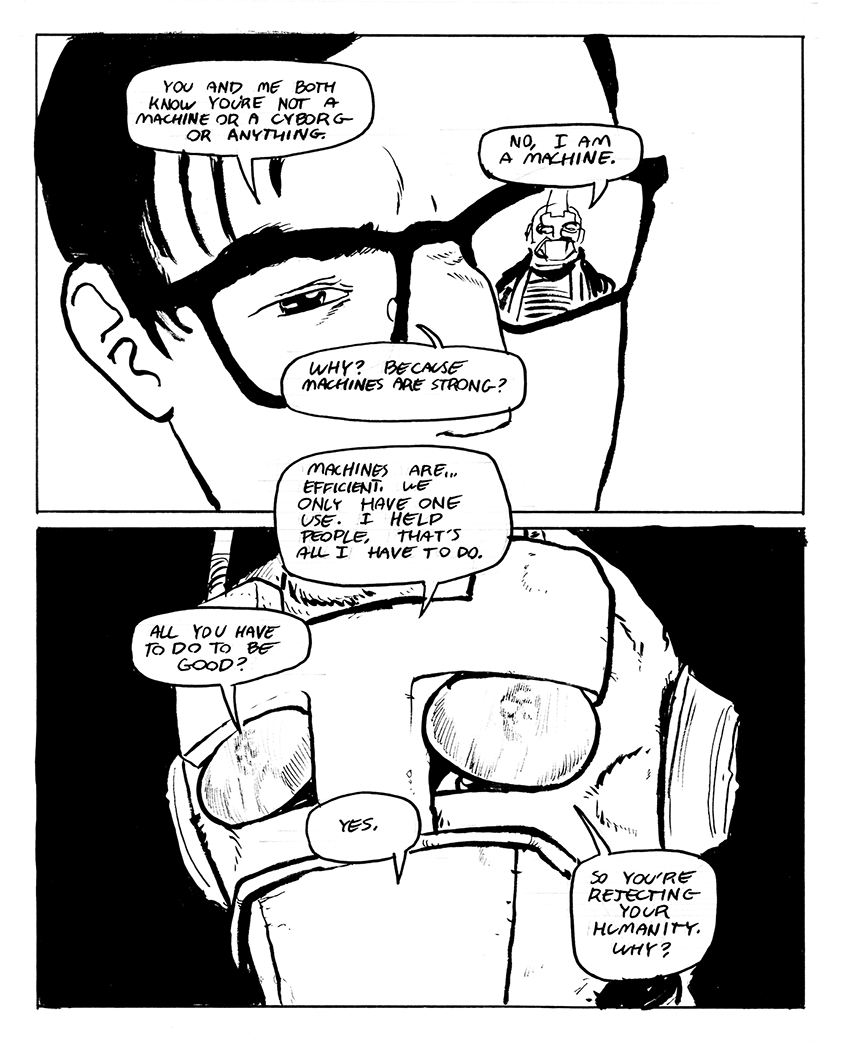 YOU AND ME BOTH
KNOW YOU'RE NOT A
MACHINE OR A CYBORG
OR ANYTHING.
NO, I AM
A MACHINE.
WHY? BECAUSE
MACHINES ARE STRONG?
MACHINES ARE...
EFFICIENT. WE
ONLY HAVE ONE
USE. I HELP
PEOPLE, THAT'S
ALL I HAVE TO DO.
ALL YOU HAVE
TO DO TO BE
GOOD?
YES.
SO YOU'RE
REJECTING
YOUR
HUMANITY.
WHY?